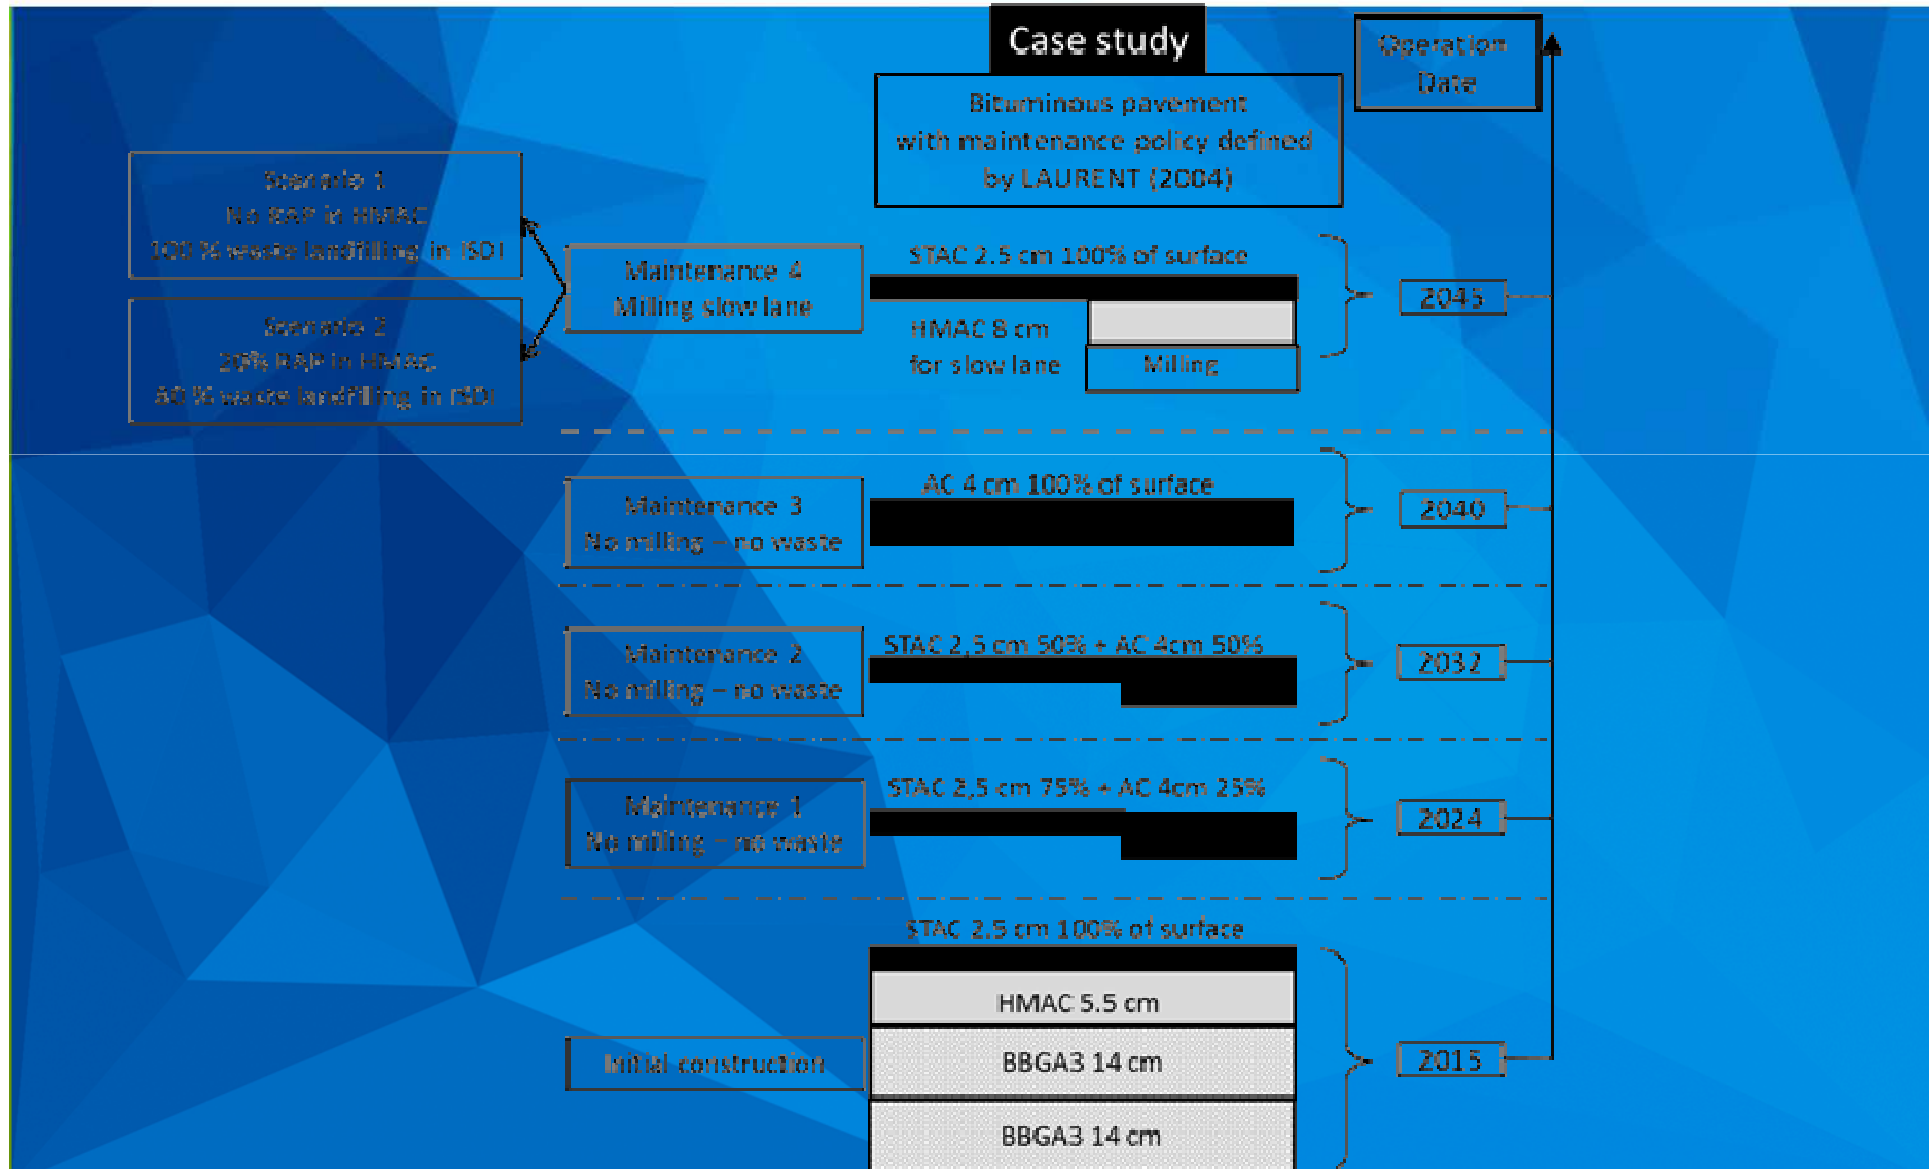 Case study
Operation
Date
Bituminous pavement
with maintenance policy defined
by LAURENT (2004)
Scenario 1
No RAP in HMAC
100 % waste landfilling in ISDI
Scenario 2
20% RAP in HMAC
80 % waste landfilling in ISDI
Maintenance 4
Milling slow lane
STAC 2.5 cm 100% of surface
HMAC 8 cm
for slow lane
Milling
2045
Maintenance 3
No milling – no waste
AC 4 cm 100% of surface
2040
Maintenance 2
No milling – no waste
STAC 2,5 cm 50% + AC 4cm 50%
2032
Maintenance 1
No milling – no waste
STAC 2,5 cm 75% + AC 4cm 25%
2024
STAC 2.5 cm 100% of surface
HMAC 5.5 cm
Initial construction
BBGA3 14 cm
2015
BBGA3 14 cm